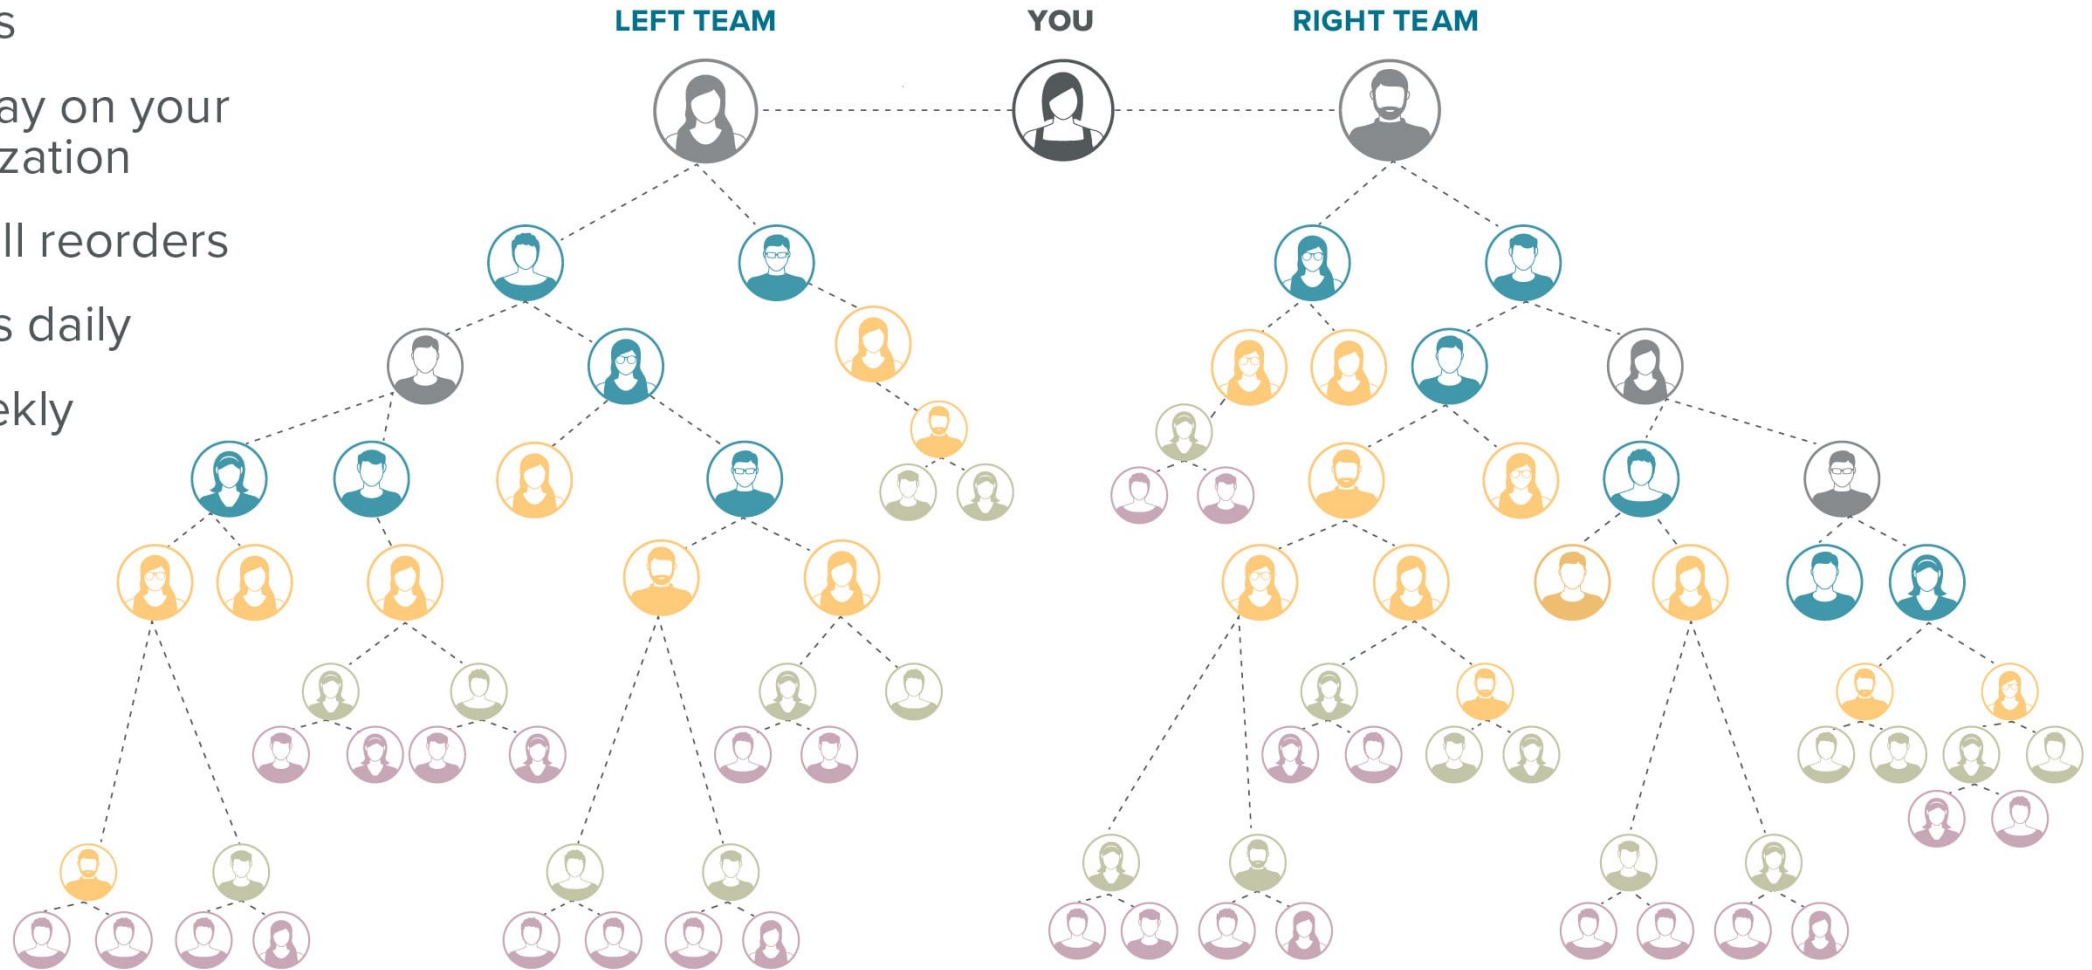 LEFT TEAM
YOU
RIGHT TEAM
s
ay on your
zation
ll reorders
s daily
ekly